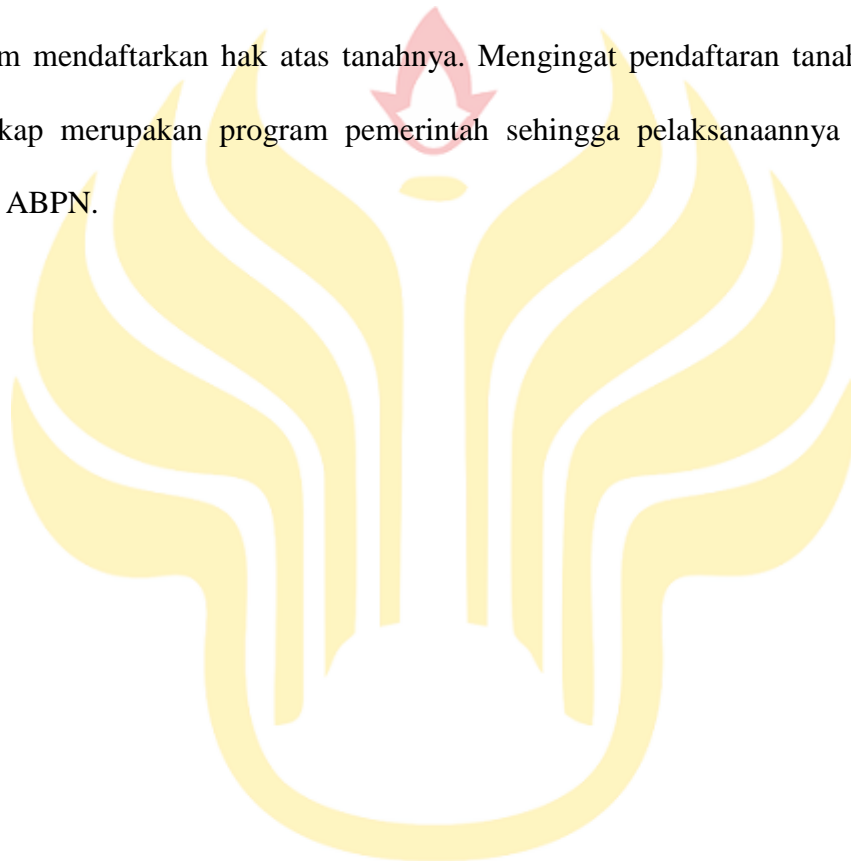 m mendaftarkan hak atas tanahnya. Mengingat pendaftaran tanah
kap merupakan program pemerintah sehingga pelaksanaannya
ABPN.